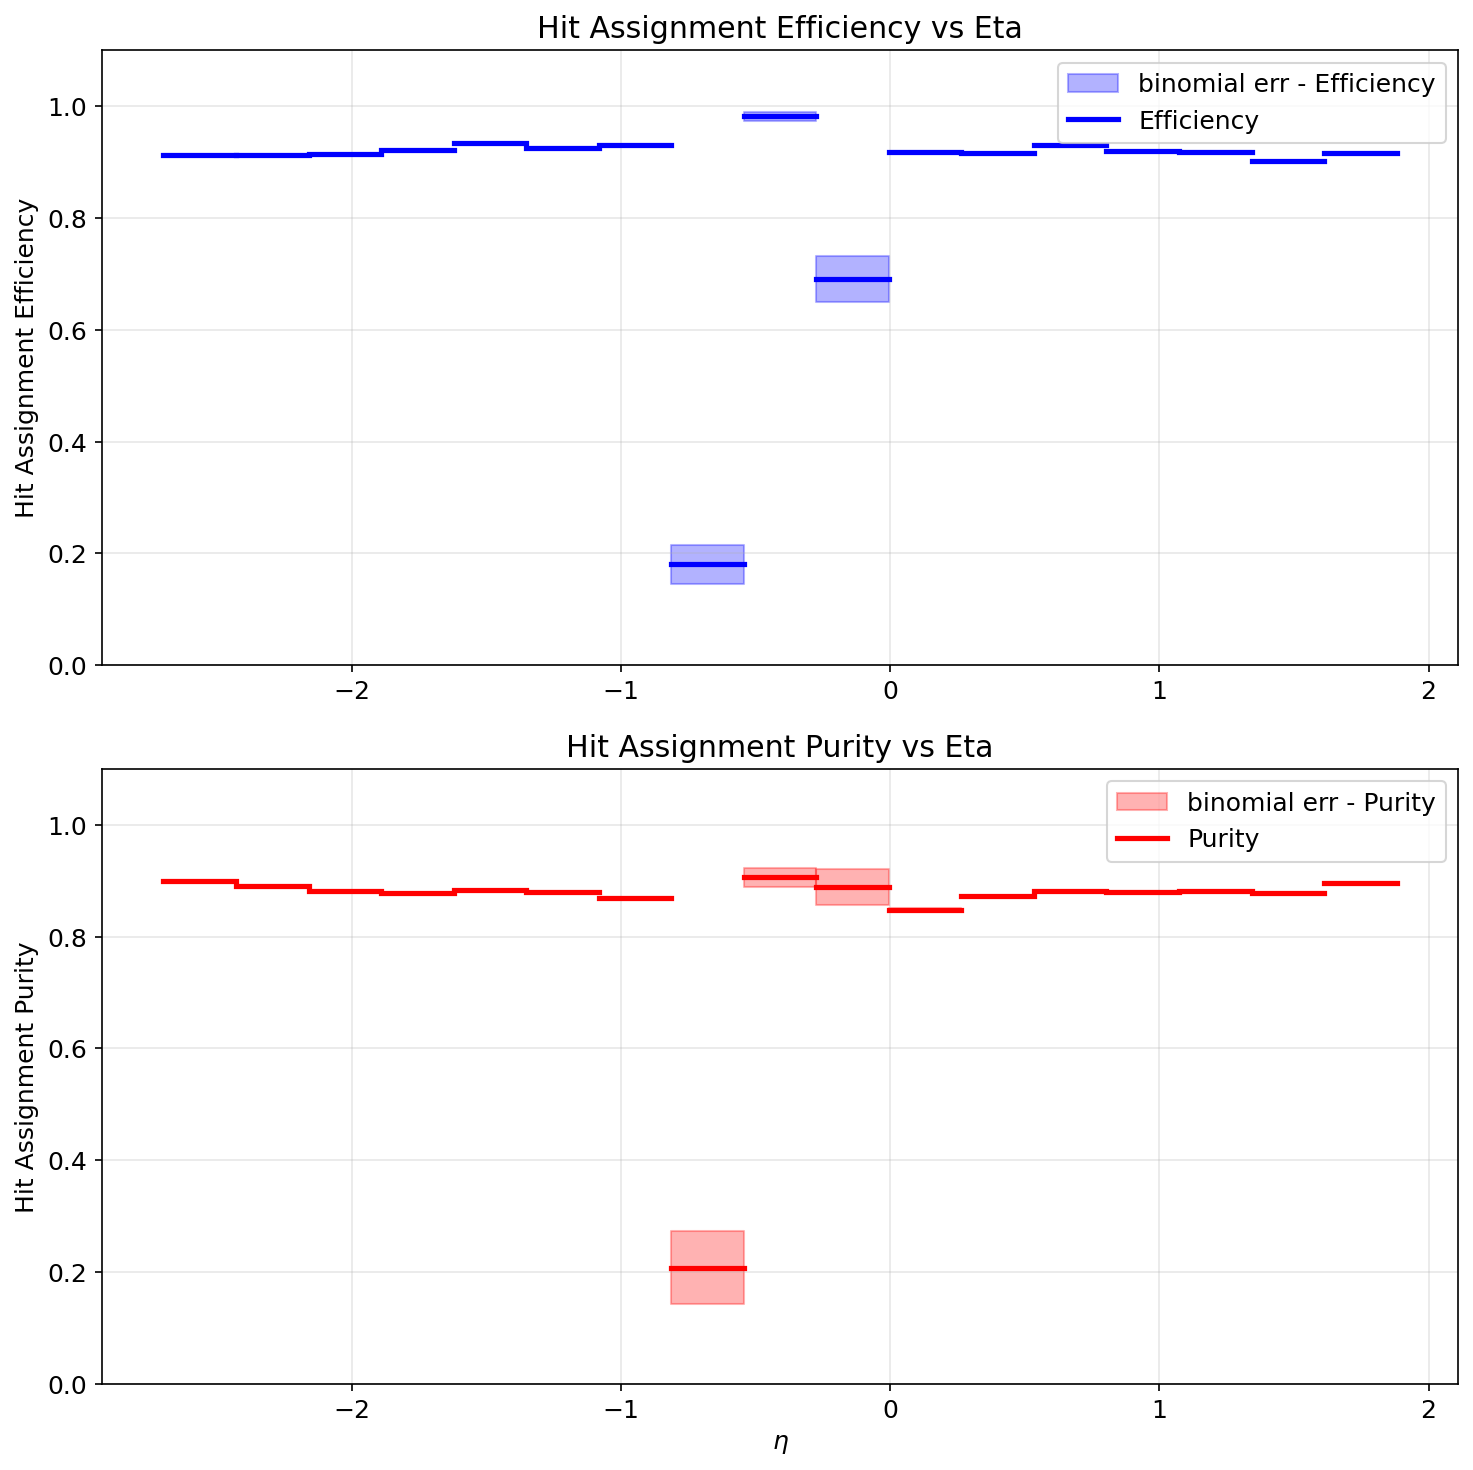 Hit Assignment Efficiency vs Eta
binomial err - Efficiency
Efficiency
Hit Assignment Efficiency
1.0
0.8
0.6
0.4
0.2
0.0
−2
−1
0
1
2
Hit Assignment Purity vs Eta
binomial err - Purity
Purity
Hit Assignment Purity
1.0
0.8
0.6
0.4
0.2
0.0
−2
−1
0
1
2
η